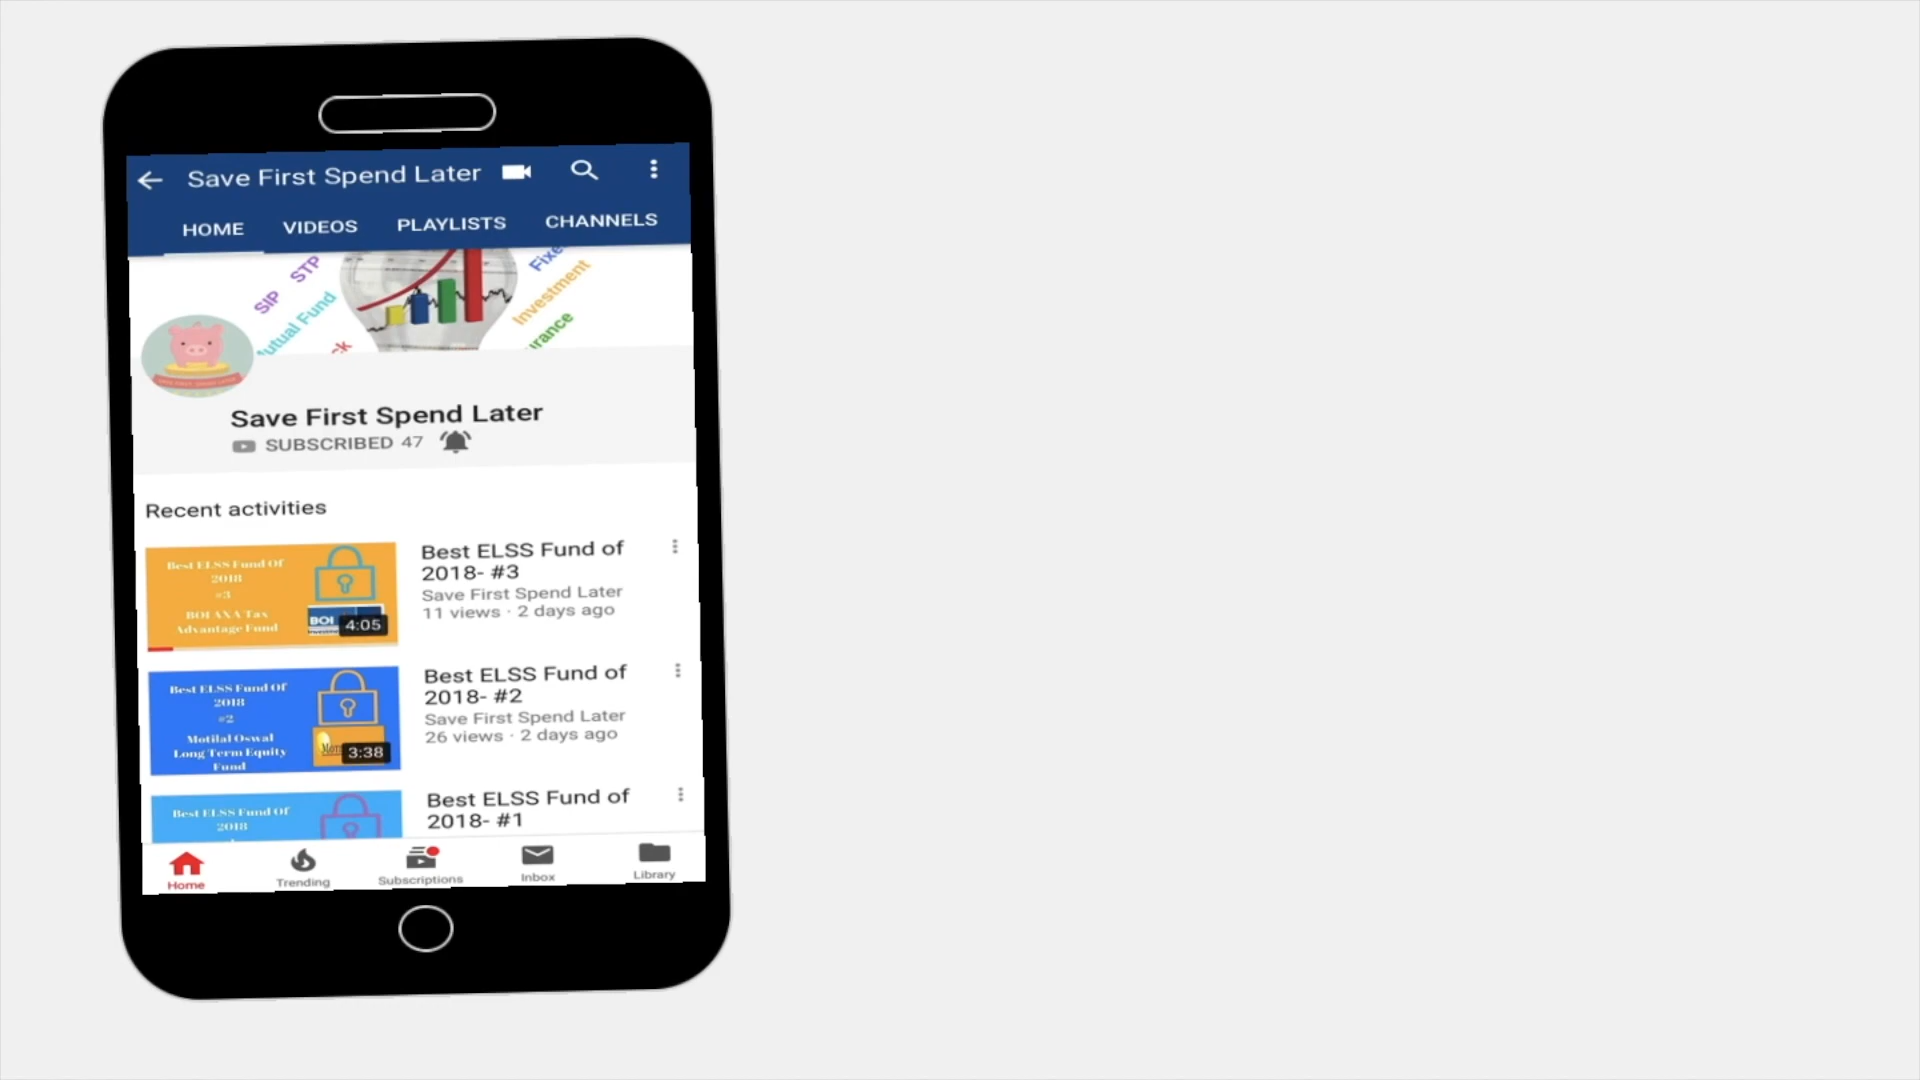 Save First Spend Later
HOME VIDEOS PLAYLISTS CHANNELS
SIP STP
Mutual Fund
Investment
Save First Spend Later
SUBSCRIBED 47
Recent activities
Best ELSS Fund Of
2018
#3
BOI AXA Tax
Advantage Fund
BOI
4:05
Best ELSS Fund of
2018- #3
Save First Spend Later
11 views · 2 days ago
Best ELSS Fund Of
2018
#2
Motilal Oswal
Long Term Equity
Fund
3:38
Best ELSS Fund of
2018- #2
Save First Spend Later
26 views · 2 days ago
Best ELSS Fund Of
2018
Best ELSS Fund of
2018- #1
Home Trending Subscriptions Inbox Library